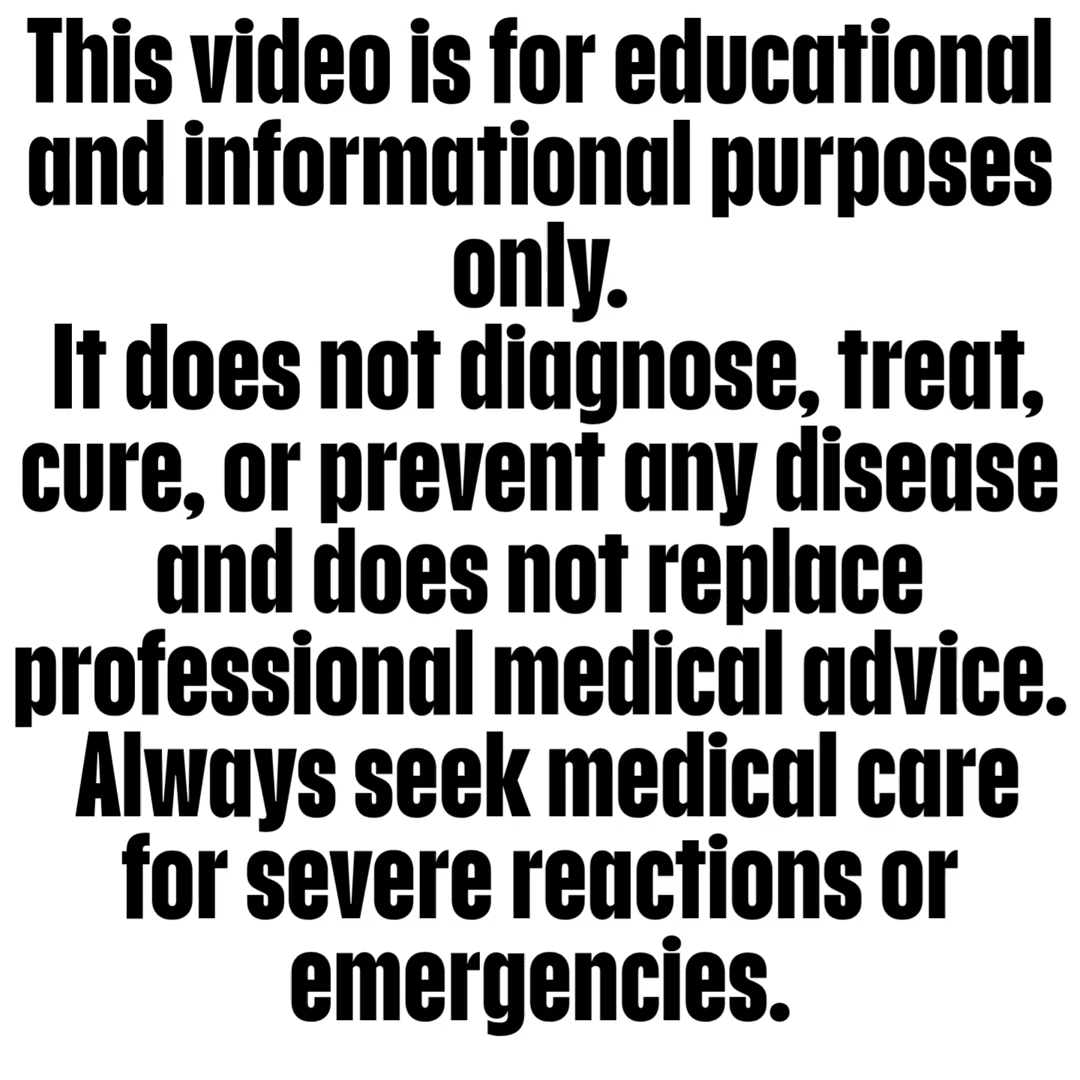 This video is for educational
and informational purposes
only.
It does not diagnose, treat,
cure, or prevent any disease
and does not replace
professional medical advice.
Always seek medical care
for severe reactions or
emergencies.